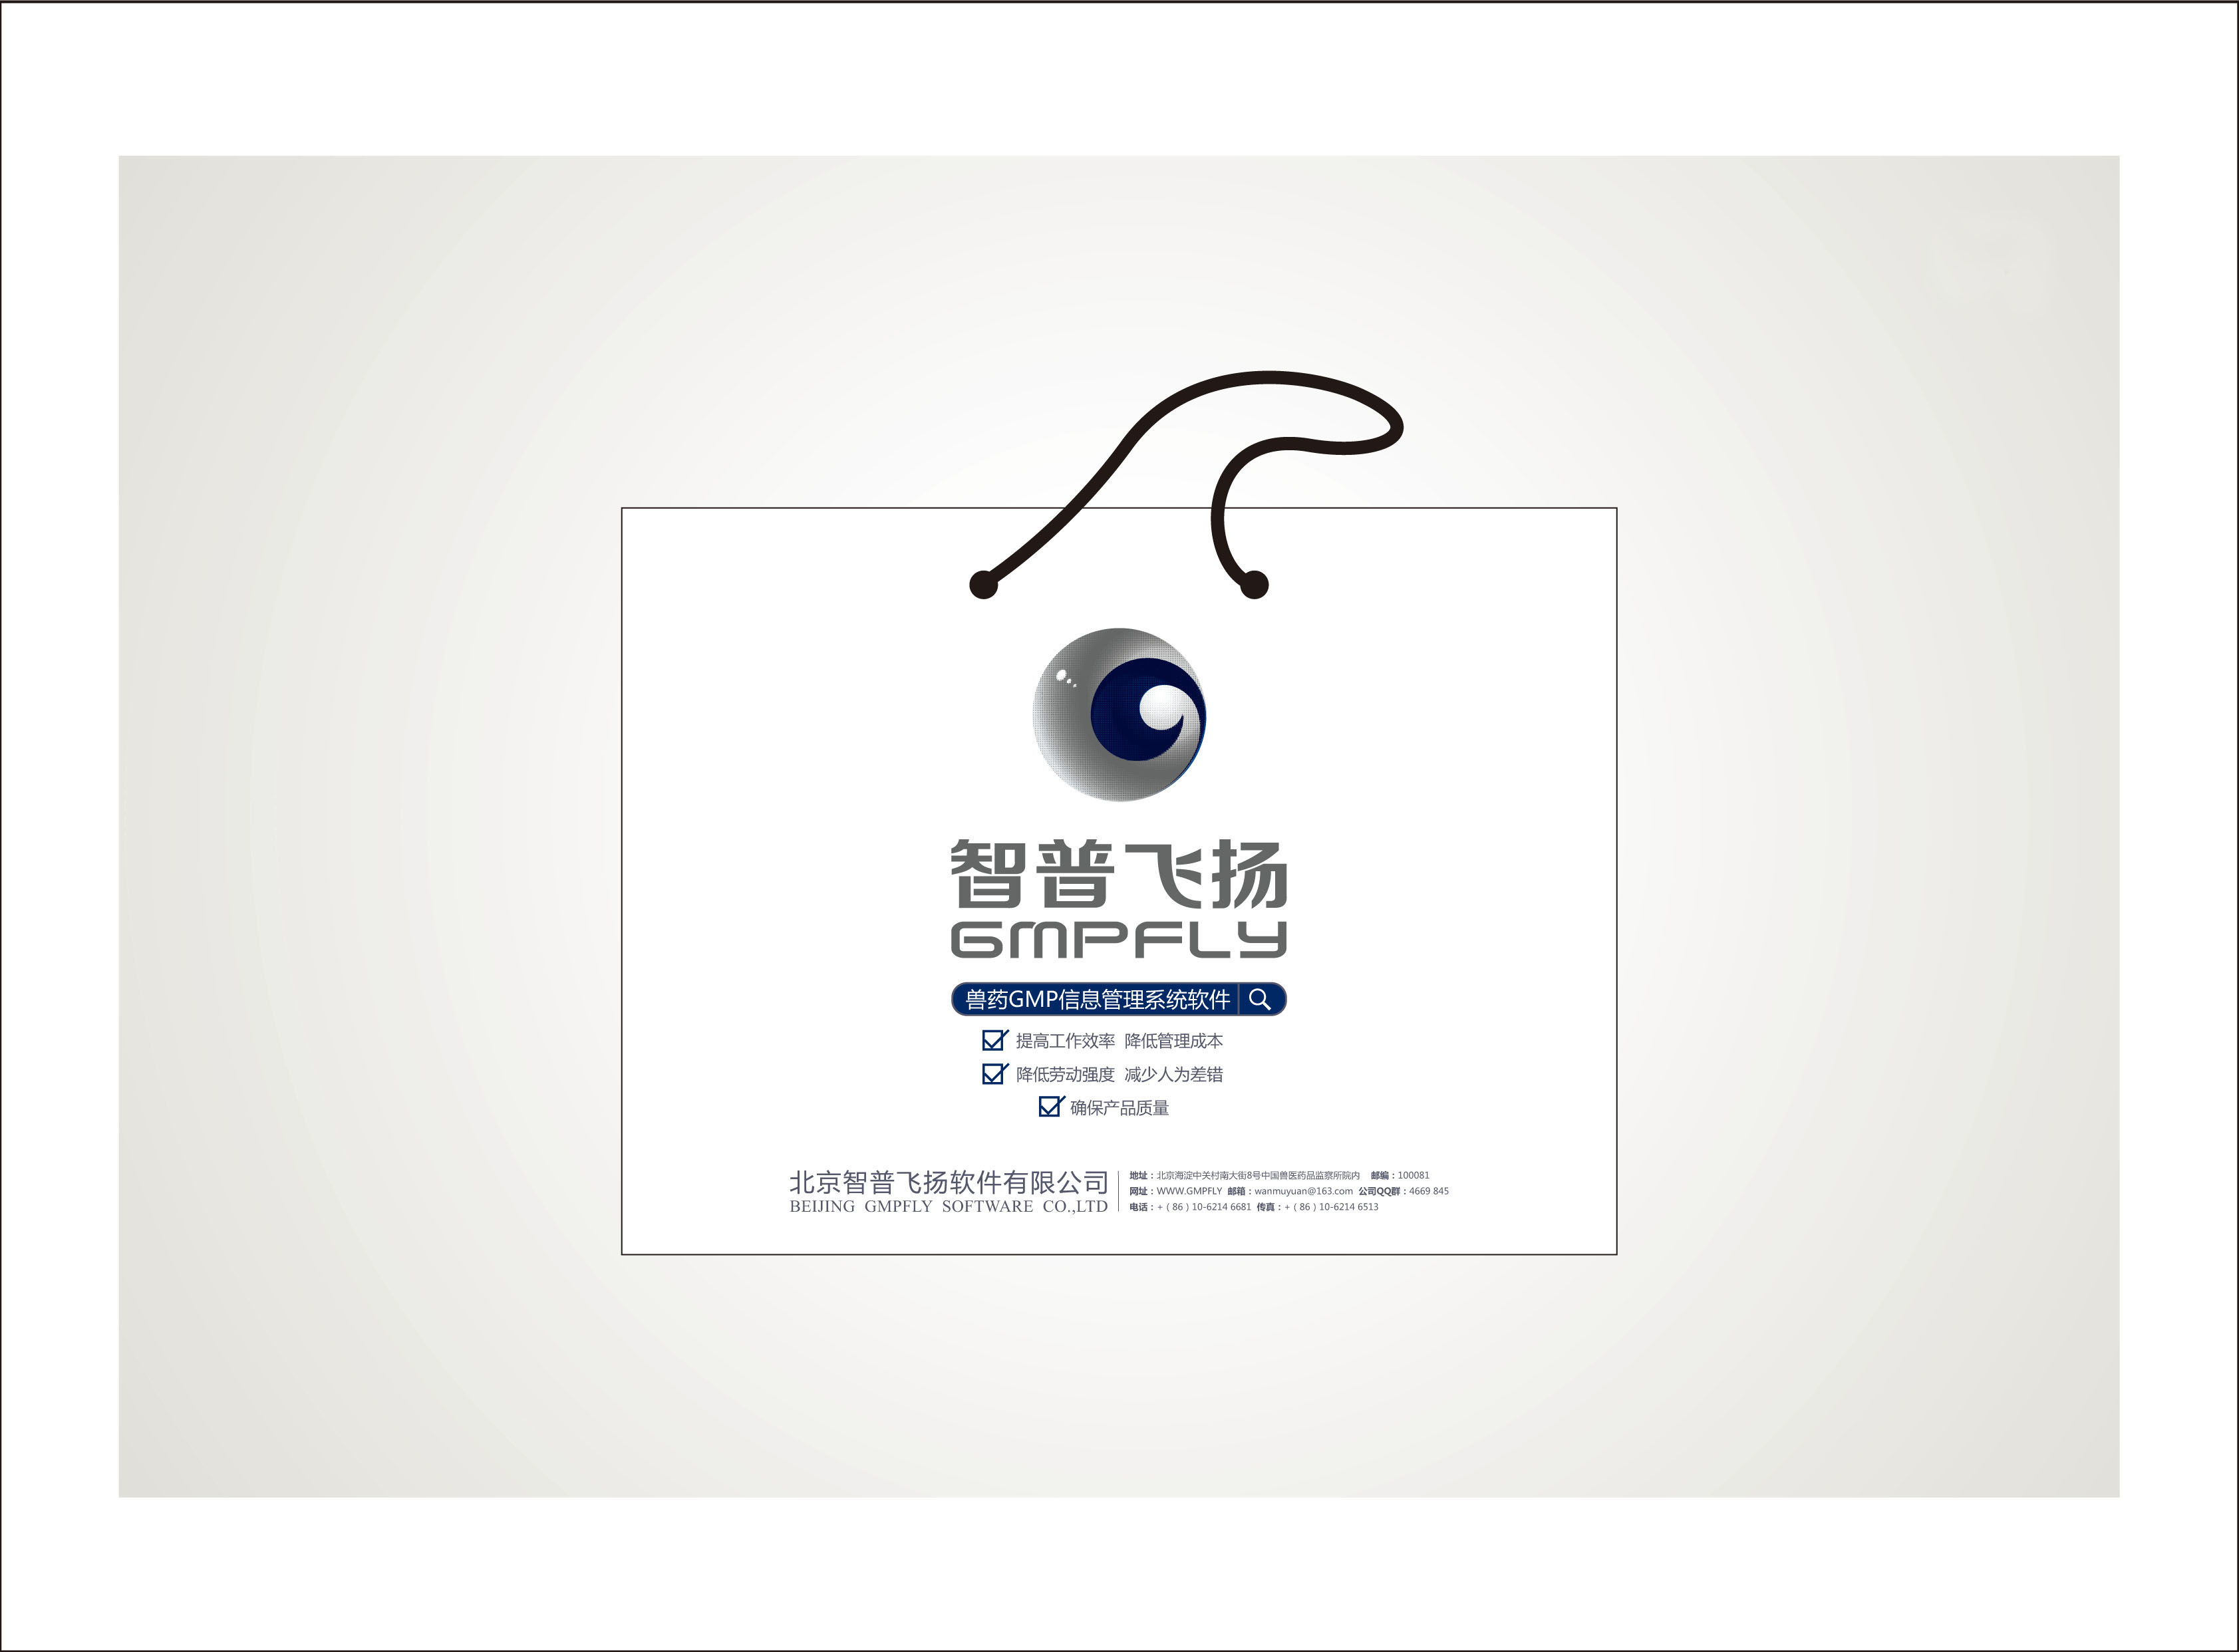 智普飞扬
GMPFLY
兽药GMP信息管理系统软件
提高工作效率 降低管理成本
降低劳动强度 减少人为差错
确保产品质量
北京智普飞扬软件有限公司
BEIJING GMPFLY SOFTWARE CO.,LTD
地址：北京海淀中关村南大街8号中国兽医药品监察所院内 邮编：100081
网址：WWW.GMPFLY 邮箱：wanmuyuan@163.com 公司QQ群：4669 845
电话：+（86）10-6214 6681 传真：+（86）10-6214 6513